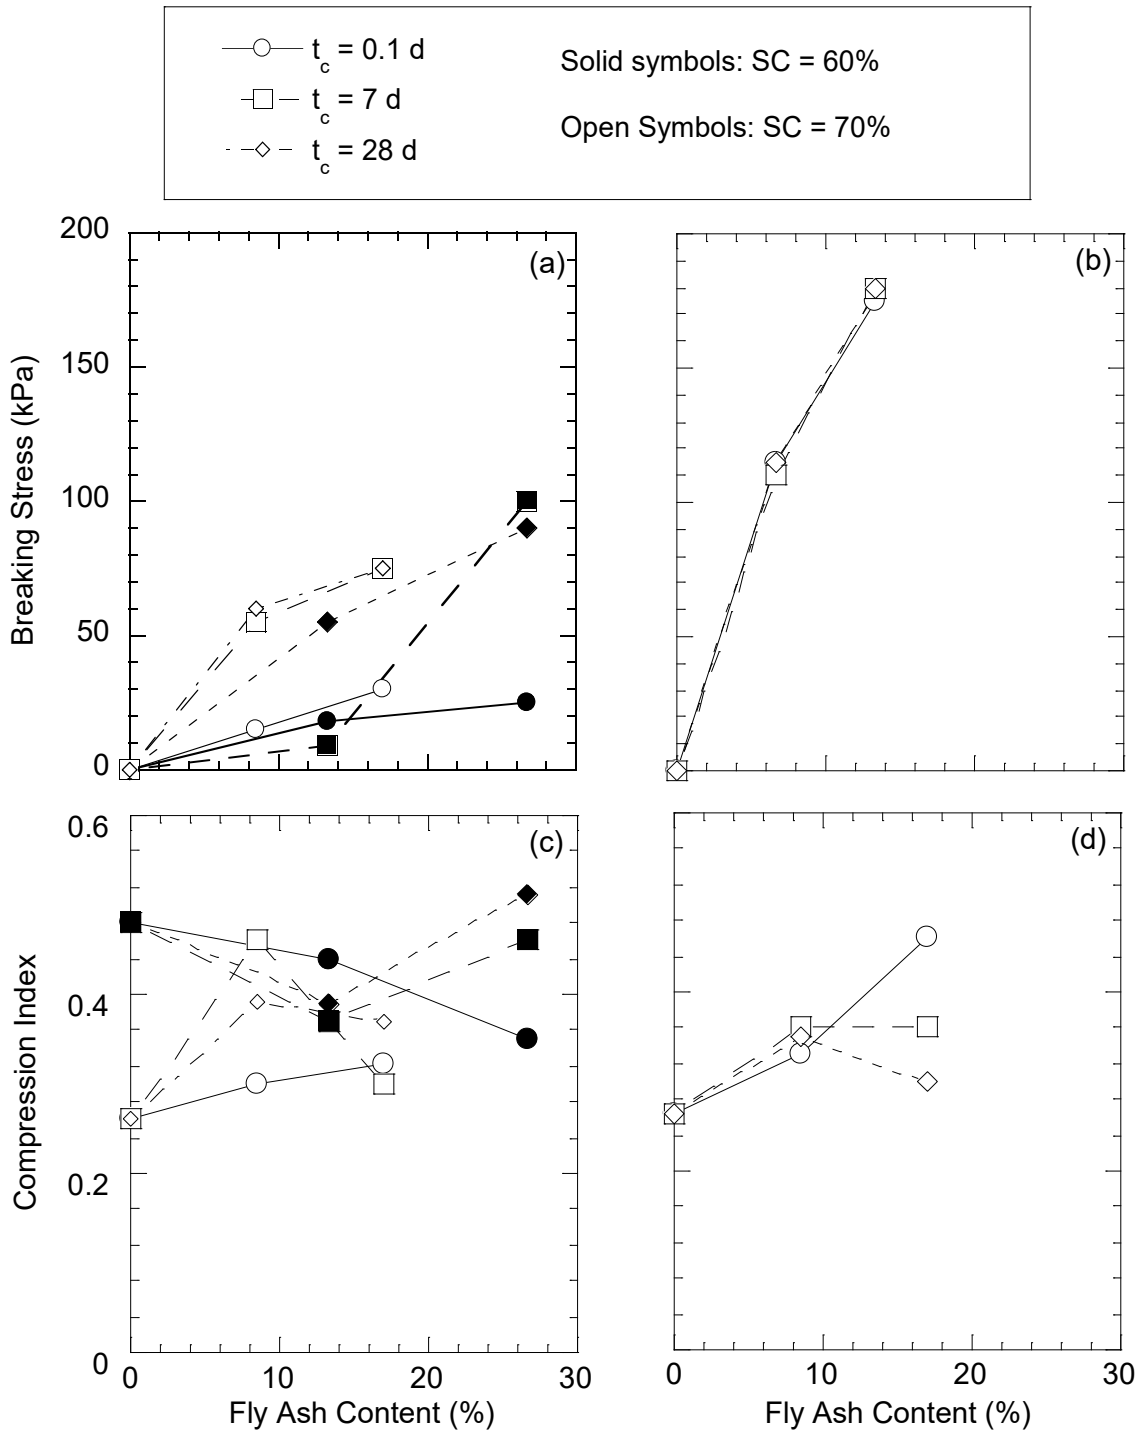 t_c = 0.1 d
t_c = 7 d
t_c = 28 d
Solid symbols: SC = 60%
Open Symbols: SC = 70%
(a)
200
150
100
50
0
Breaking Stress (kPa)
(b)
(c)
0.6
0.4
0.2
0
Compression Index
0 10 20 30
Fly Ash Content (%)
(d)
0 10 20 30
Fly Ash Content (%)